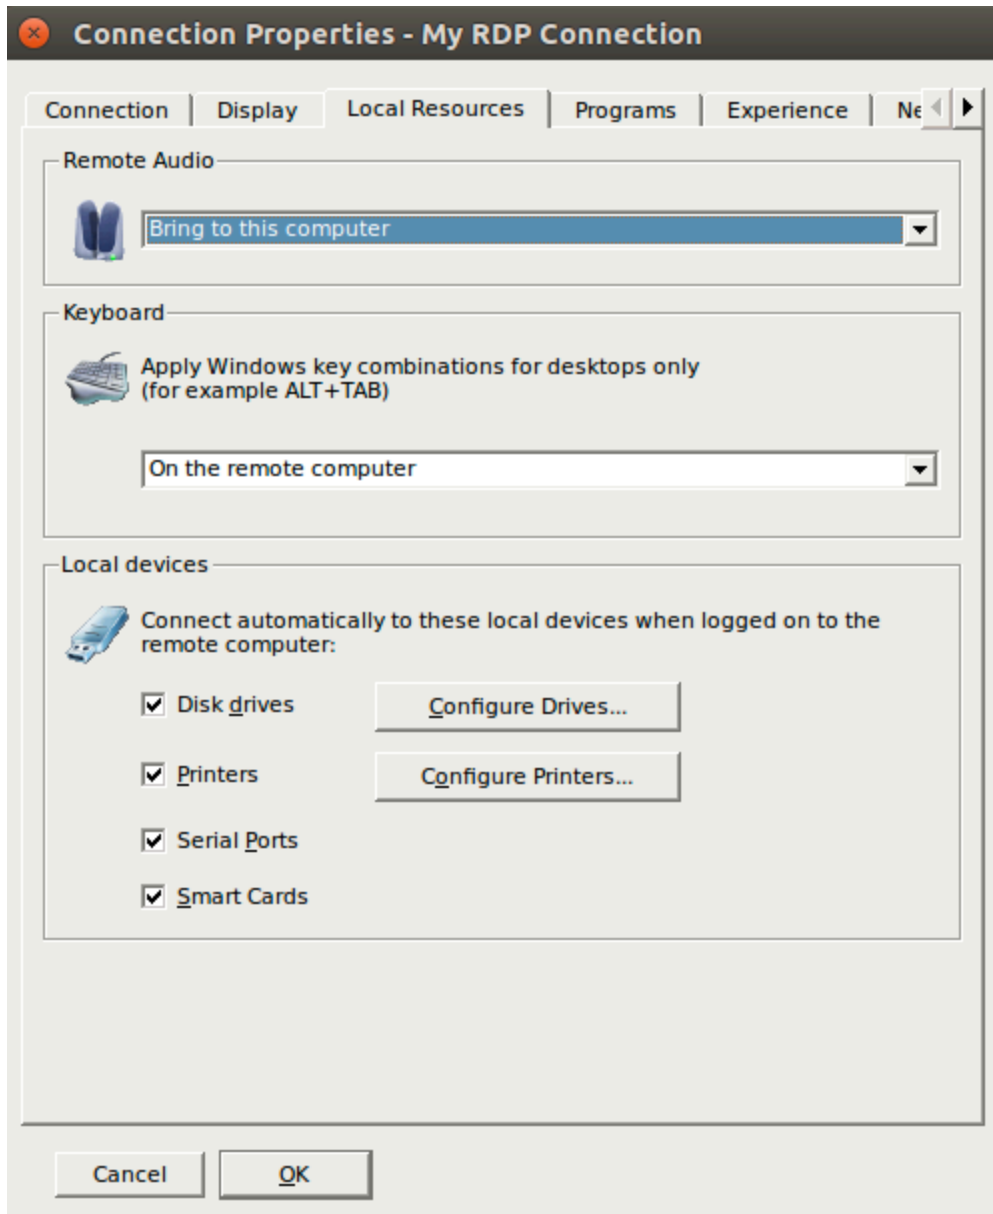 Connection Properties - My RDP Connection
Connection Display Local Resources Programs Experience Ne
Remote Audio
Bring to this computer
Keyboard
Apply Windows key combinations for desktops only
(for example ALT+TAB)
On the remote computer
Local devices
Connect automatically to these local devices when logged on to the
remote computer:
Disk drives Configure Drives...
Printers Configure Printers...
Serial Ports
Smart Cards
Cancel OK